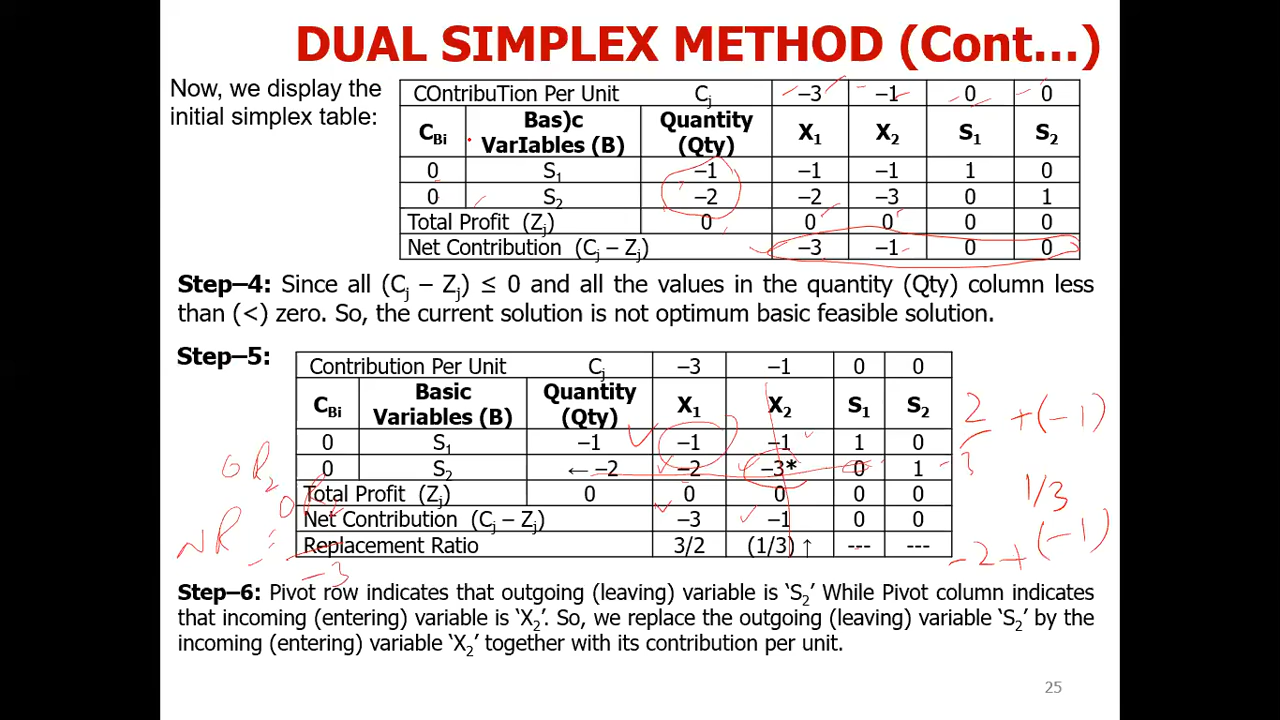 DUAL SIMPLEX METHOD (Cont...)
Now, we display the
initial simplex table:
COntribuTion Per Unit Cj –3 –1 0 0
CBi Bas)c VarIables (B) Quantity (Qty) X1 X2 S1 S2
0 S1 –1 –1 –1 1 0
0 S2 –2 –2 –3 0 1
Total Profit (Zj) 0 0 0 0 0
Net Contribution (Cj – Zj) –3 –1 0 0
Step–4: Since all (Cj – Zj) ≤ 0 and all the values in the quantity (Qty) column less
than (<) zero. So, the current solution is not optimum basic feasible solution.
Step–5:
Contribution Per Unit Cj –3 –1 0 0
CBi Basic Variables (B) Quantity (Qty) X1 X2 S1 S2
0 S1 –1 –1 –1 1 0
0 S2 ←–2 –2 –3* 0 1
Total Profit (Zj) 0 0 0 0 0
Net Contribution (Cj – Zj) –3 –1 0 0
Replacement Ratio 3/2 (1/3)↑ --- ---
2 + (-1)
-3
1/3
-2 + (-1)
OR2
NR =
-3
Step–6: Pivot row indicates that outgoing (leaving) variable is ‘S2’ While Pivot column indicates
that incoming (entering) variable is ‘X2’. So, we replace the outgoing (leaving) variable ‘S2’ by the
incoming (entering) variable ‘X2’ together with its contribution per unit.
25